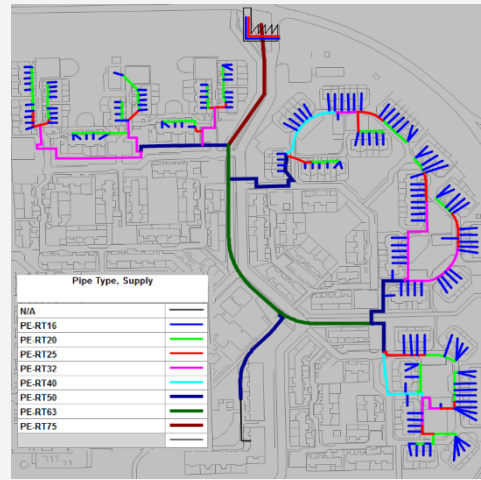 Pipe Type, Supply
N/A
PE-RT16
PE-RT20
PE-RT25
PE-RT32
PE-RT40
PE-RT50
PE-RT63
PE-RT75